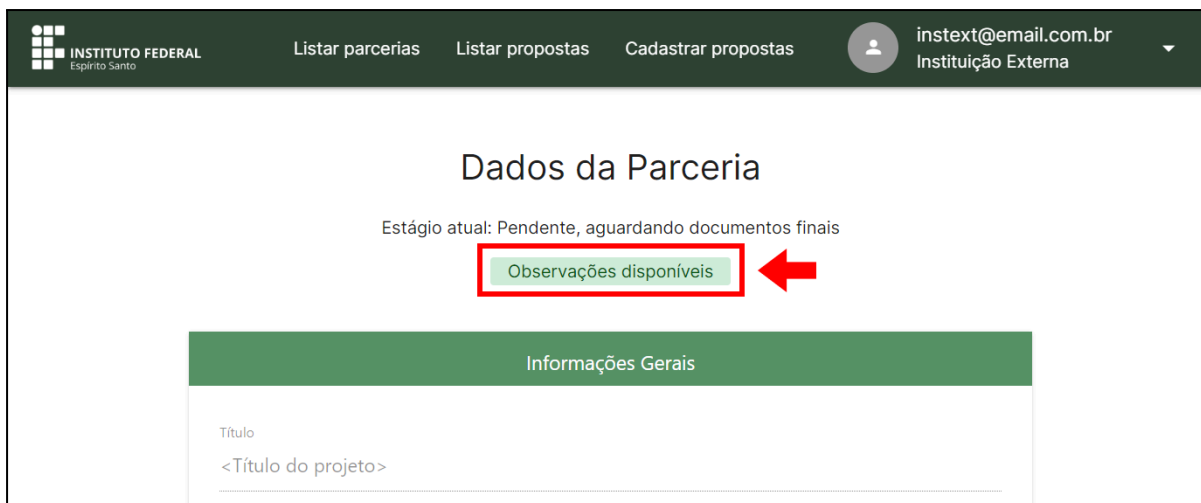 INSTITUTO FEDERAL
Espírito Santo
Listar parcerias
Listar propostas
Cadastrar propostas
instext@email.com.br
Instituição Externa
Dados da Parceria
Estágio atual: Pendente, aguardando documentos finais
Observações disponíveis
Informações Gerais
Título
<Título do projeto>